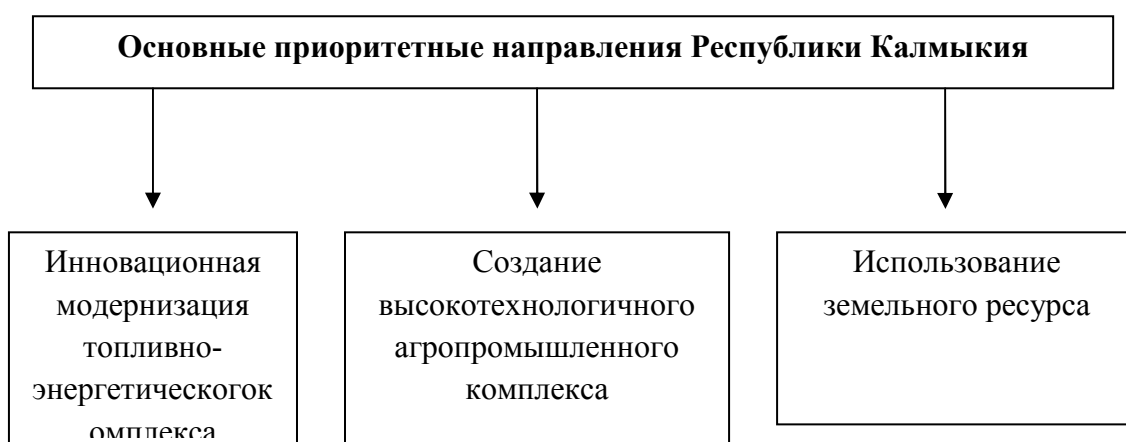 Основные приоритетные направления Республики Калмыкия
Инновационная
модернизация
топливно-
энергетическогок
омплекса
Создание
высокотехнологичного
агропромышленного
комплекса
Использование
земельного ресурса